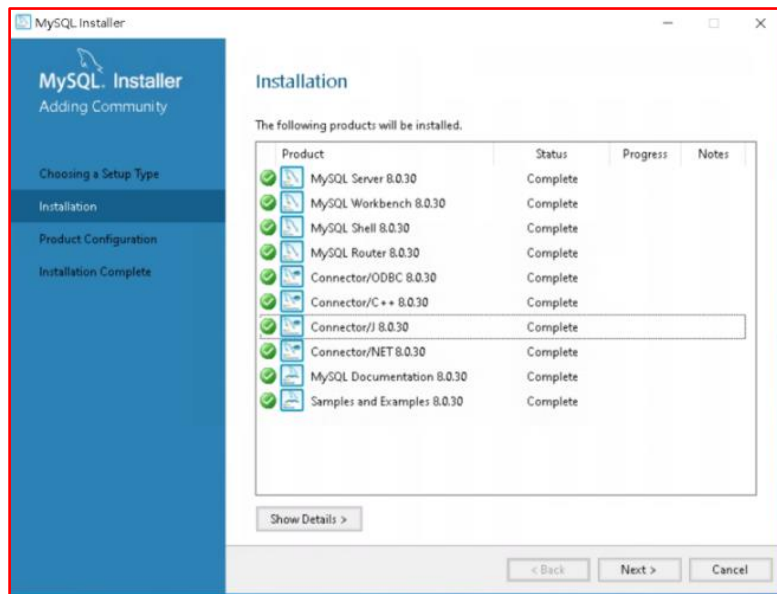 MySQL Installer
MySQL. Installer
Adding Community
Choosing a Setup Type
Installation
Product Configuration
Installation Complete
Installation
The following products will be installed.
Product Status Progress Notes
MySQL Server 8.0.30 Complete
MySQL Workbench 8.0.30 Complete
MySQL Shell 8.0.30 Complete
MySQL Router 8.0.30 Complete
Connector/ODBC 8.0.30 Complete
Connector/C++ 8.0.30 Complete
Connector/J 8.0.30 Complete
Connector/NET 8.0.30 Complete
MySQL Documentation 8.0.30 Complete
Samples and Examples 8.0.30 Complete
Show Details >
< Back Next > Cancel